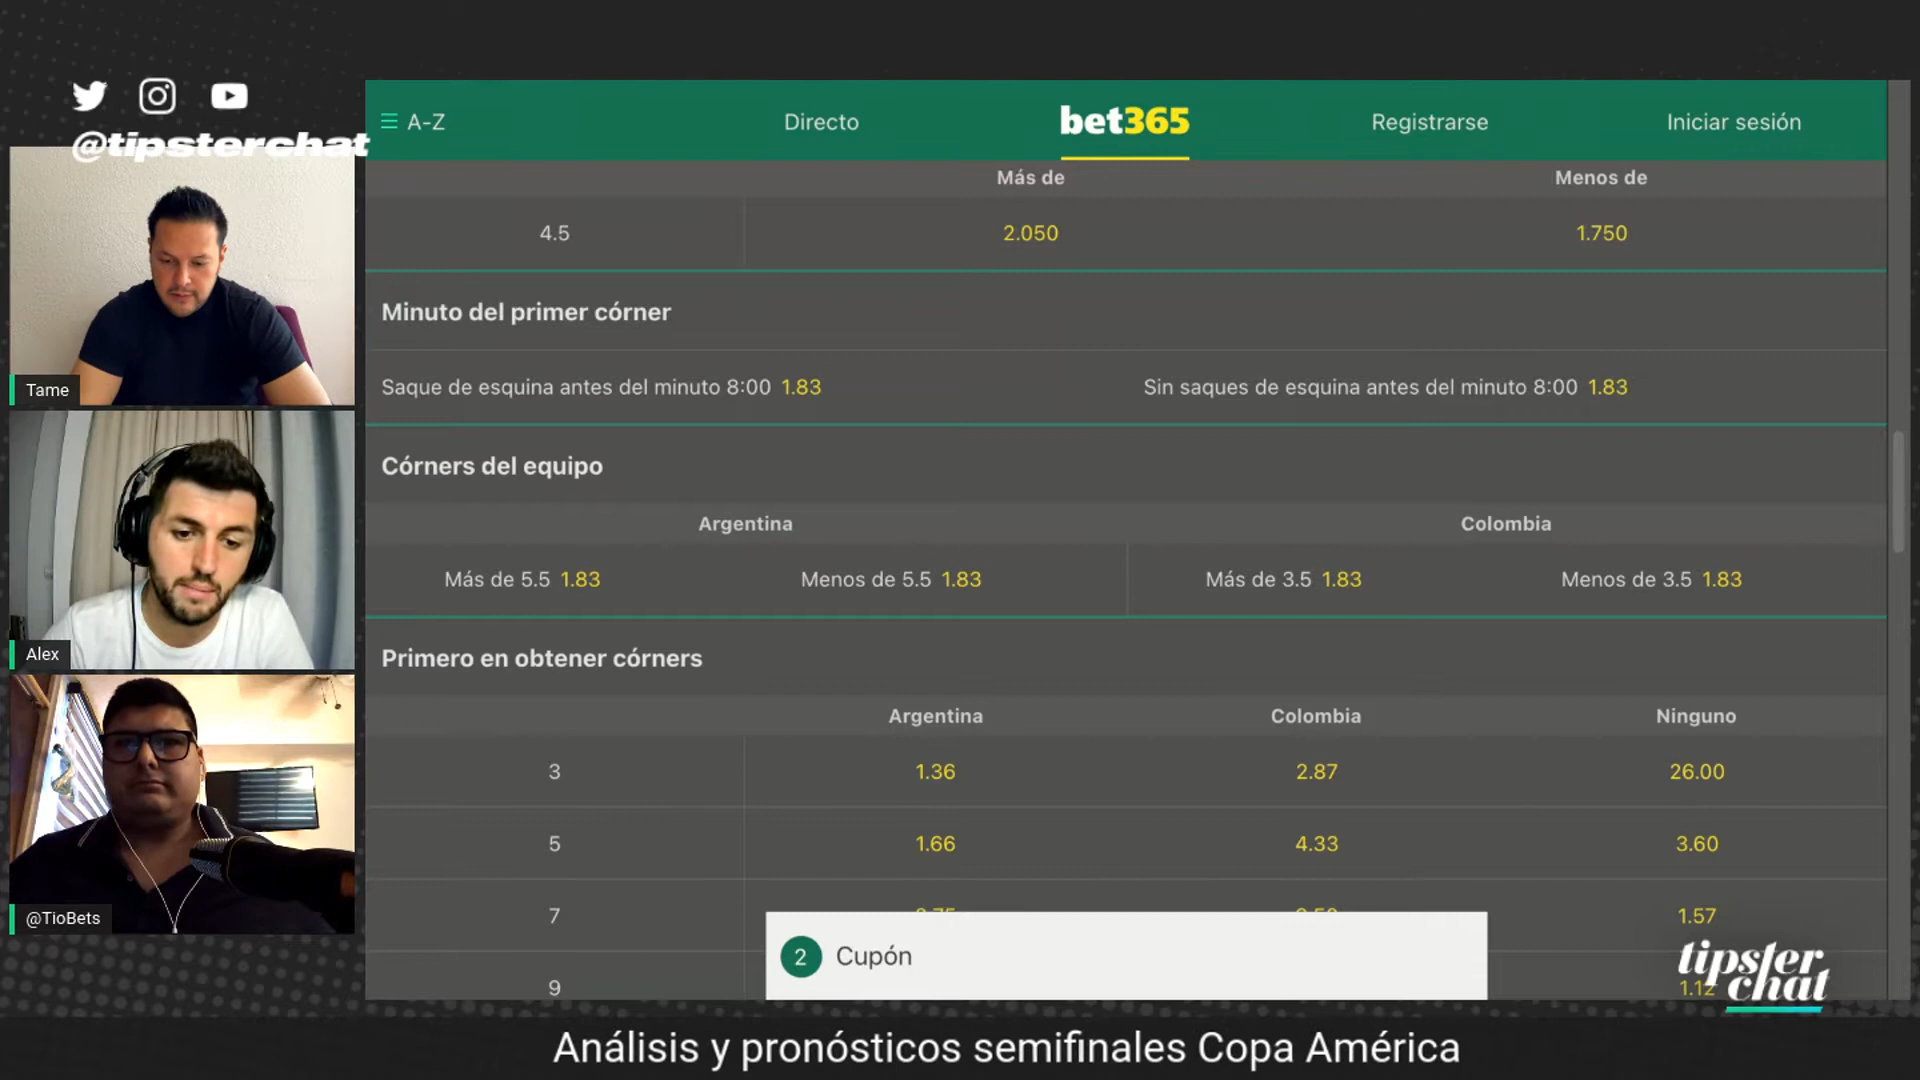 @tipsterchat
Tame
Alex
@TioBets
A-Z Directo bet365 Registrarse Iniciar sesión
Más de Menos de
4.5 2.050 1.750
Minuto del primer córner
Saque de esquina antes del minuto 8:00 1.83 Sin saques de esquina antes del minuto 8:00 1.83
Córners del equipo
Argentina Colombia
Más de 5.5 1.83 Menos de 5.5 1.83 Más de 3.5 1.83 Menos de 3.5 1.83
Primero en obtener córners
Argentina Colombia Ninguno
3 1.36 2.87 26.00
5 1.66 4.33 3.60
7 1.57
9 1.12
2 Cupón
tipster
chat
Análisis y pronósticos semifinales Copa América